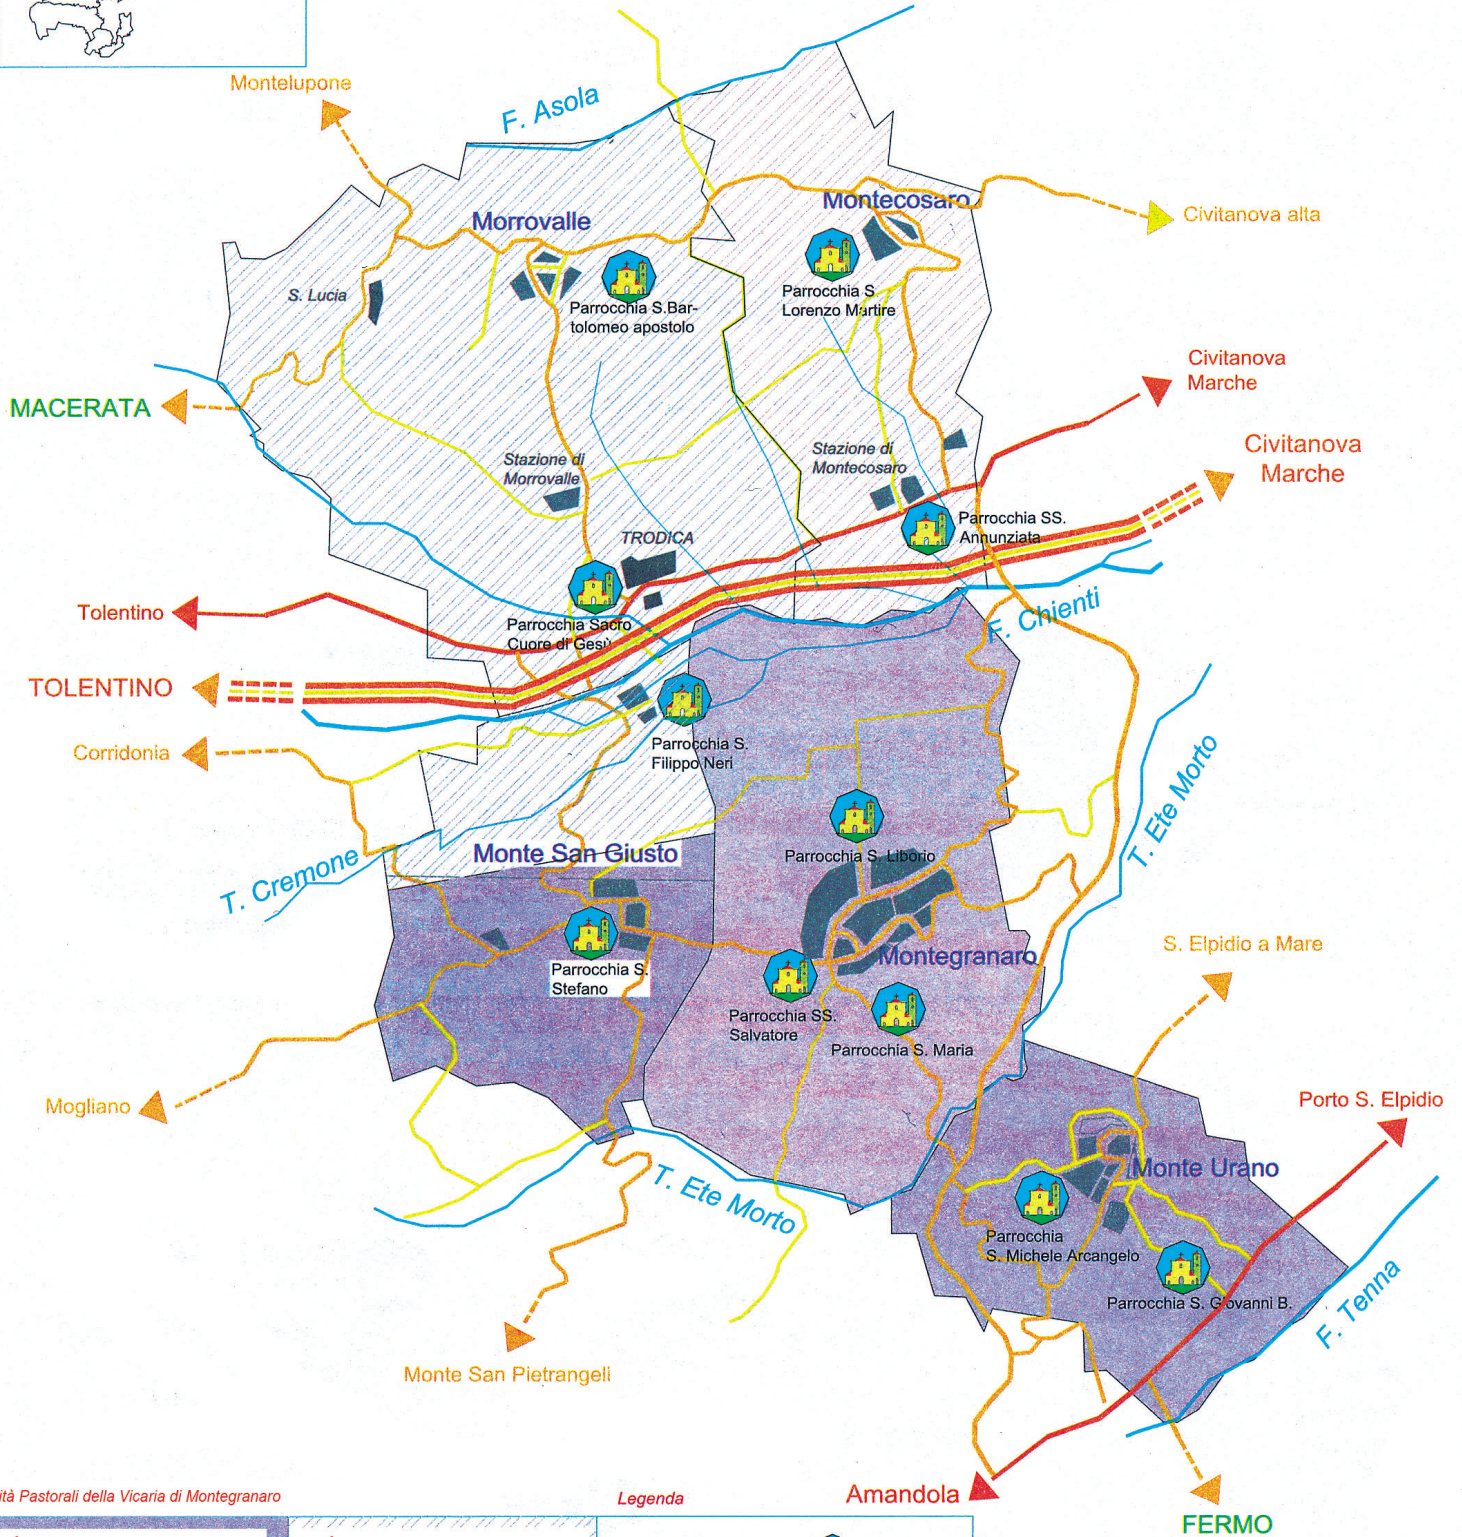 Montelupone
F. Asola
Morrovalle
Montecosaro
Civitanova alta
S. Lucia
Parrocchia S.Bar-
tolomeo apostolo
Parrocchia S.
Lorenzo Martire
MACERATA
Civitanova
Marche
Stazione di
Morrovalle
Stazione di
Montecosaro
Civitanova
Marche
TRODICA
Parrocchia SS.
Annunziata
Tolentino
Parrocchia Sacro
Cuore di Gesù
F. Chienti
TOLENTINO
Corridonia
Parrocchia S.
Filippo Neri
T. Ete Morto
T. Cremone
Monte San Giusto
Parrocchia S. Liborio
Parrocchia S.
Stefano
Montegranaro
S. Elpidio a Mare
Parrocchia SS.
Salvatore
Parrocchia S. Maria
Mogliano
Porto S. Elpidio
T. Ete Morto
Monte Urano
Parrocchia
S. Michele Arcangelo
Parrocchia S. Giovanni B.
F. Tenna
Monte San Pietrangeli
ità Pastorali della Vicaria di Montegranaro
Legenda
Amandola
FERMO